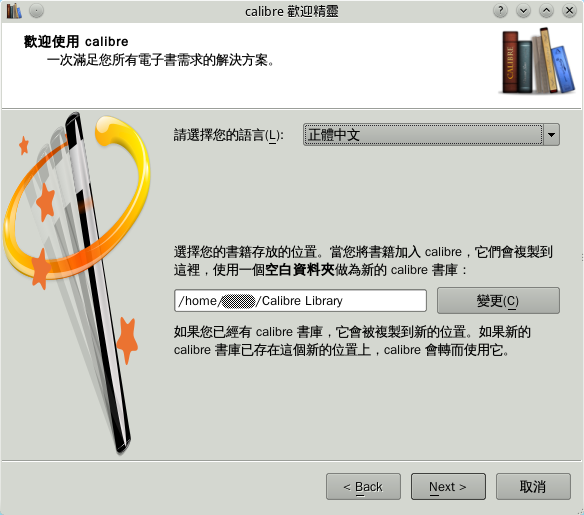 calibre 歡迎精靈
歡迎使用 calibre
一次滿足您所有電子書需求的解決方案。
CALIBRE
請選擇您的語言(L):
正體中文
選擇您的書籍存放的位置。當您將書籍加入 calibre，它們會複製到
這裡，使用一個空白資料夾做為新的 calibre 書庫：
/home/ /Calibre Library
變更(C)
如果您已經有 calibre 書庫，它會被複製到新的位置。如果新的
calibre 書庫已存在這個新的位置上，calibre 會轉而使用它。
< Back
Next >
取消